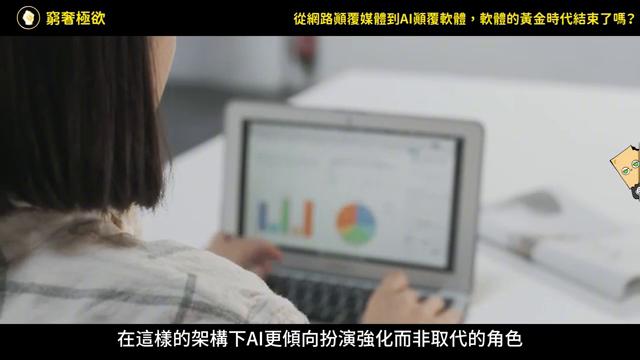 窮奢極欲
從網路顛覆媒體到AI顛覆軟體，軟體的黃金時代結束了嗎？
在這樣的架構下AI更傾向扮演強化而非取代的角色